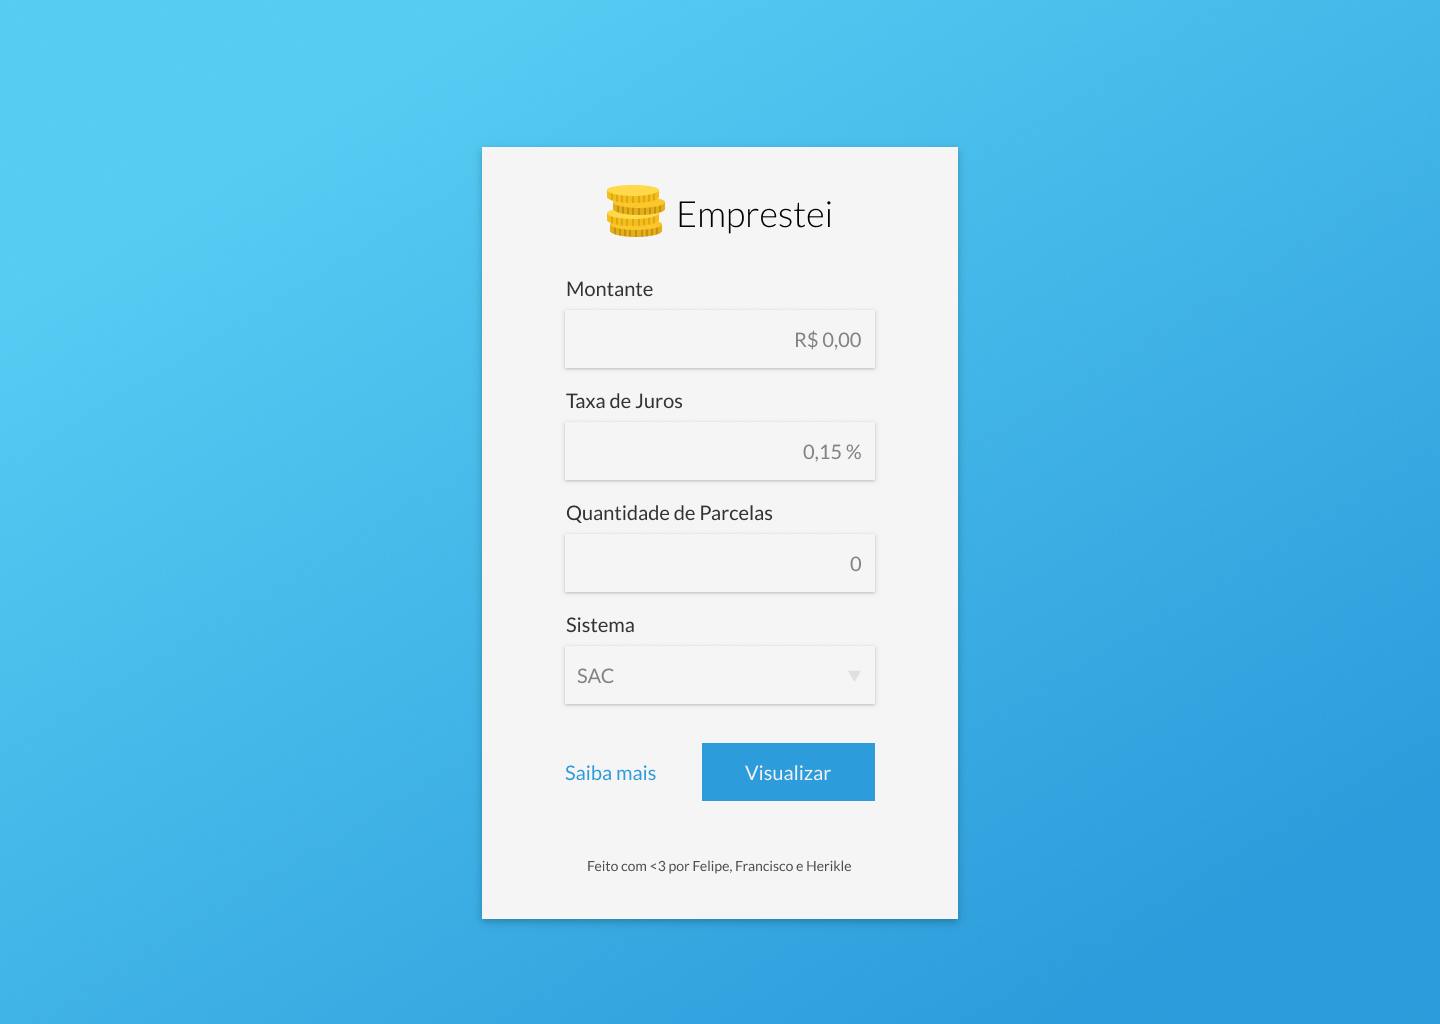 Emprestei
Montante
R$ 0,00
Taxa de Juros
0,15 %
Quantidade de Parcelas
0
Sistema
SAC
Saiba mais
Visualizar
Feito com <3 por Felipe, Francisco e Herikle